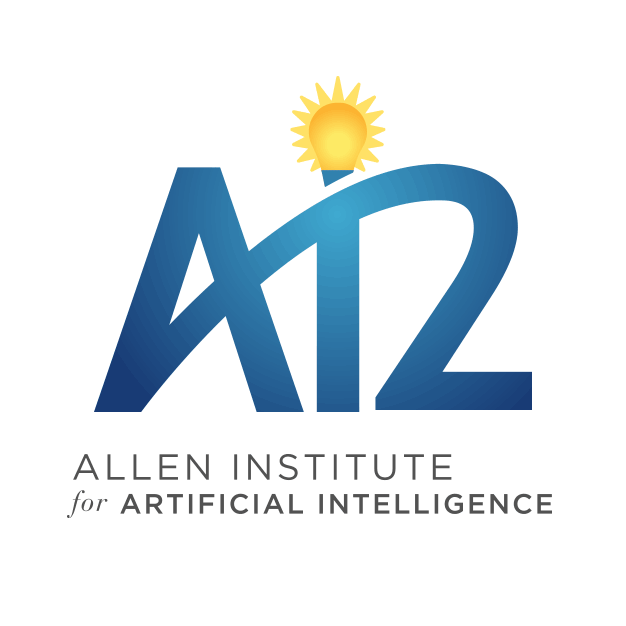 Ai2
ALLEN INSTITUTE
for ARTIFICIAL INTELLIGENCE